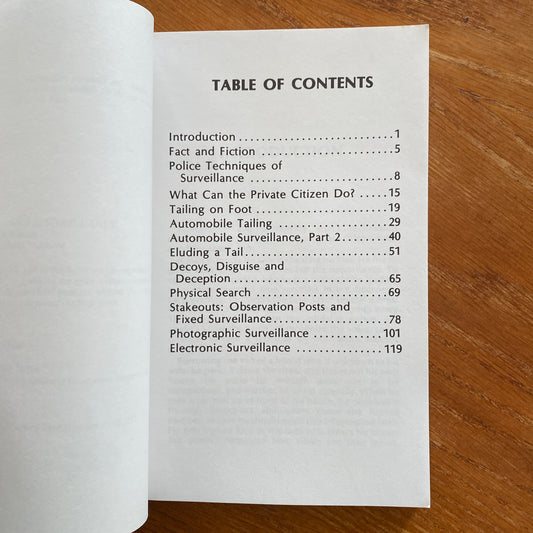 TABLE OF CONTENTS
Introduction ........................... 1
Fact and Fiction ....................... 5
Police Techniques of
Surveillance ........................ 8
What Can the Private Citizen Do? ...... 15
Tailing on Foot ....................... 19
Automobile Tailing .................... 29
Automobile Surveillance, Part 2 ........ 40
Eluding a Tail ......................... 51
Decoys, Disguise and
Deception .......................... 65
Physical Search ....................... 69
Stakeouts: Observation Posts and
Fixed Surveillance ................... 78
Photographic Surveillance ............ 101
Electronic Surveillance ............... 119